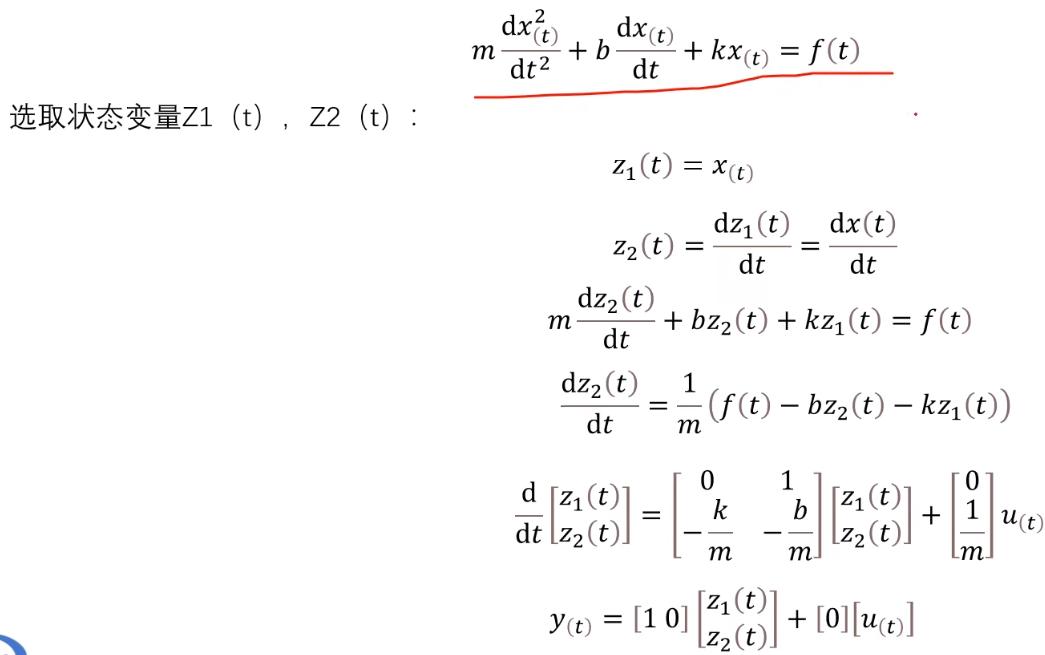 m dx²₍t₎/dt² + b dx₍t₎/dt + kx₍t₎ = f(t)
选取状态变量Z1（t），Z2（t）：
z₁(t) = x₍t₎
z₂(t) = dz₁(t)/dt = dx(t)/dt
m dz₂(t)/dt + bz₂(t) + kz₁(t) = f(t)
dz₂(t)/dt = 1/m (f(t) − bz₂(t) − kz₁(t))
d/dt [z₁(t) z₂(t)] = [0 1 −k/m −b/m] [z₁(t) z₂(t)] + [0 1/m] u₍t₎
y₍t₎ = [1 0] [z₁(t) z₂(t)] + [0][u₍t₎]